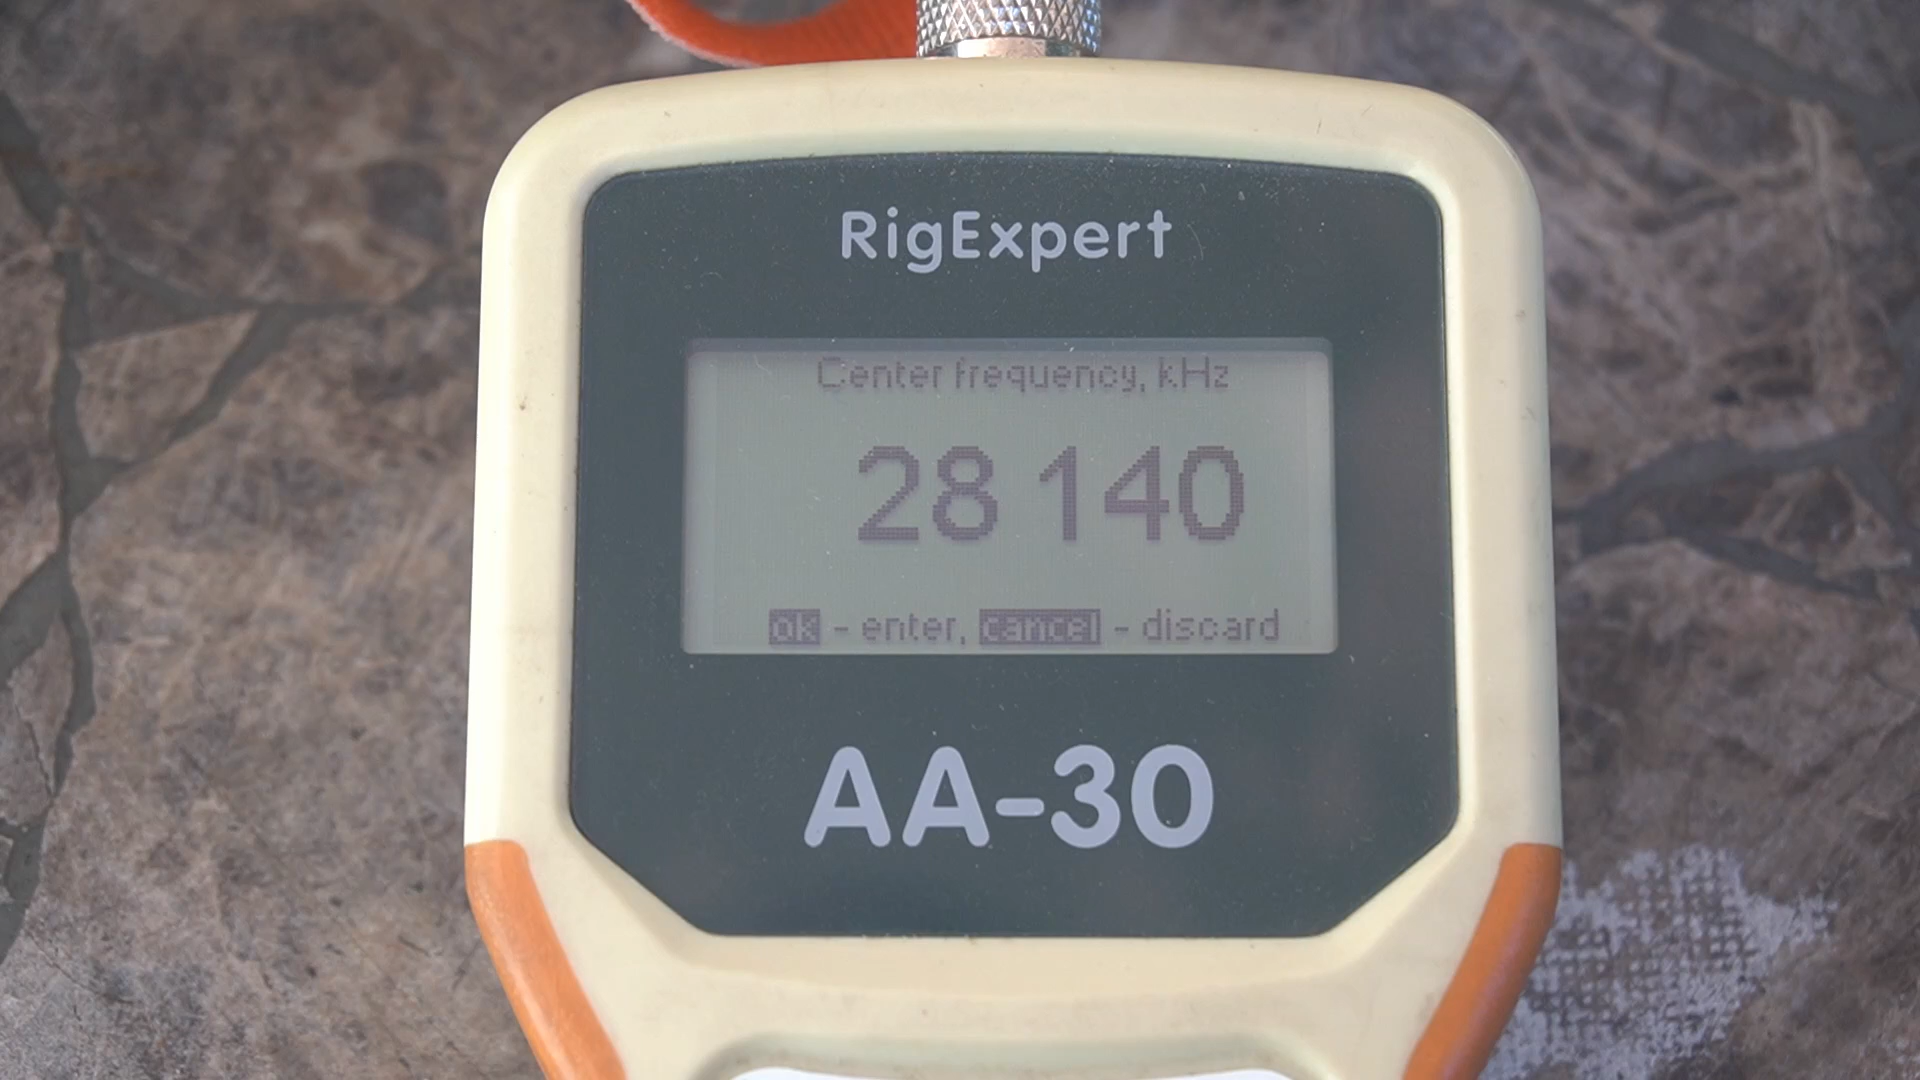 RigExpert
Center frequency, kHz
28 140
ok - enter, cancel - discard
AA-30